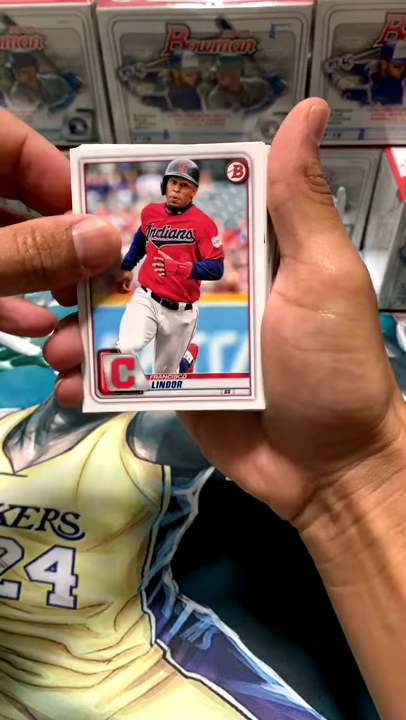 Bowman
Bowman
B
Indians
C
FRANCISCO
LINDOR
SS
KERS
24